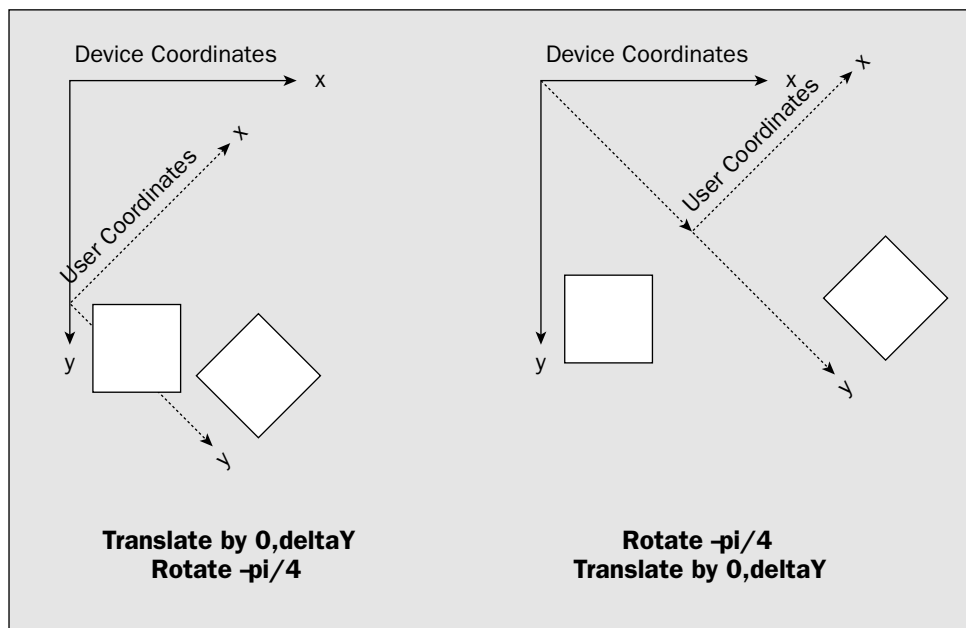 Device Coordinates
x
x
User Coordinates
y
y
Translate by 0,deltaY
Rotate –pi/4
Device Coordinates
x
x
User Coordinates
y
y
Rotate –pi/4
Translate by 0,deltaY